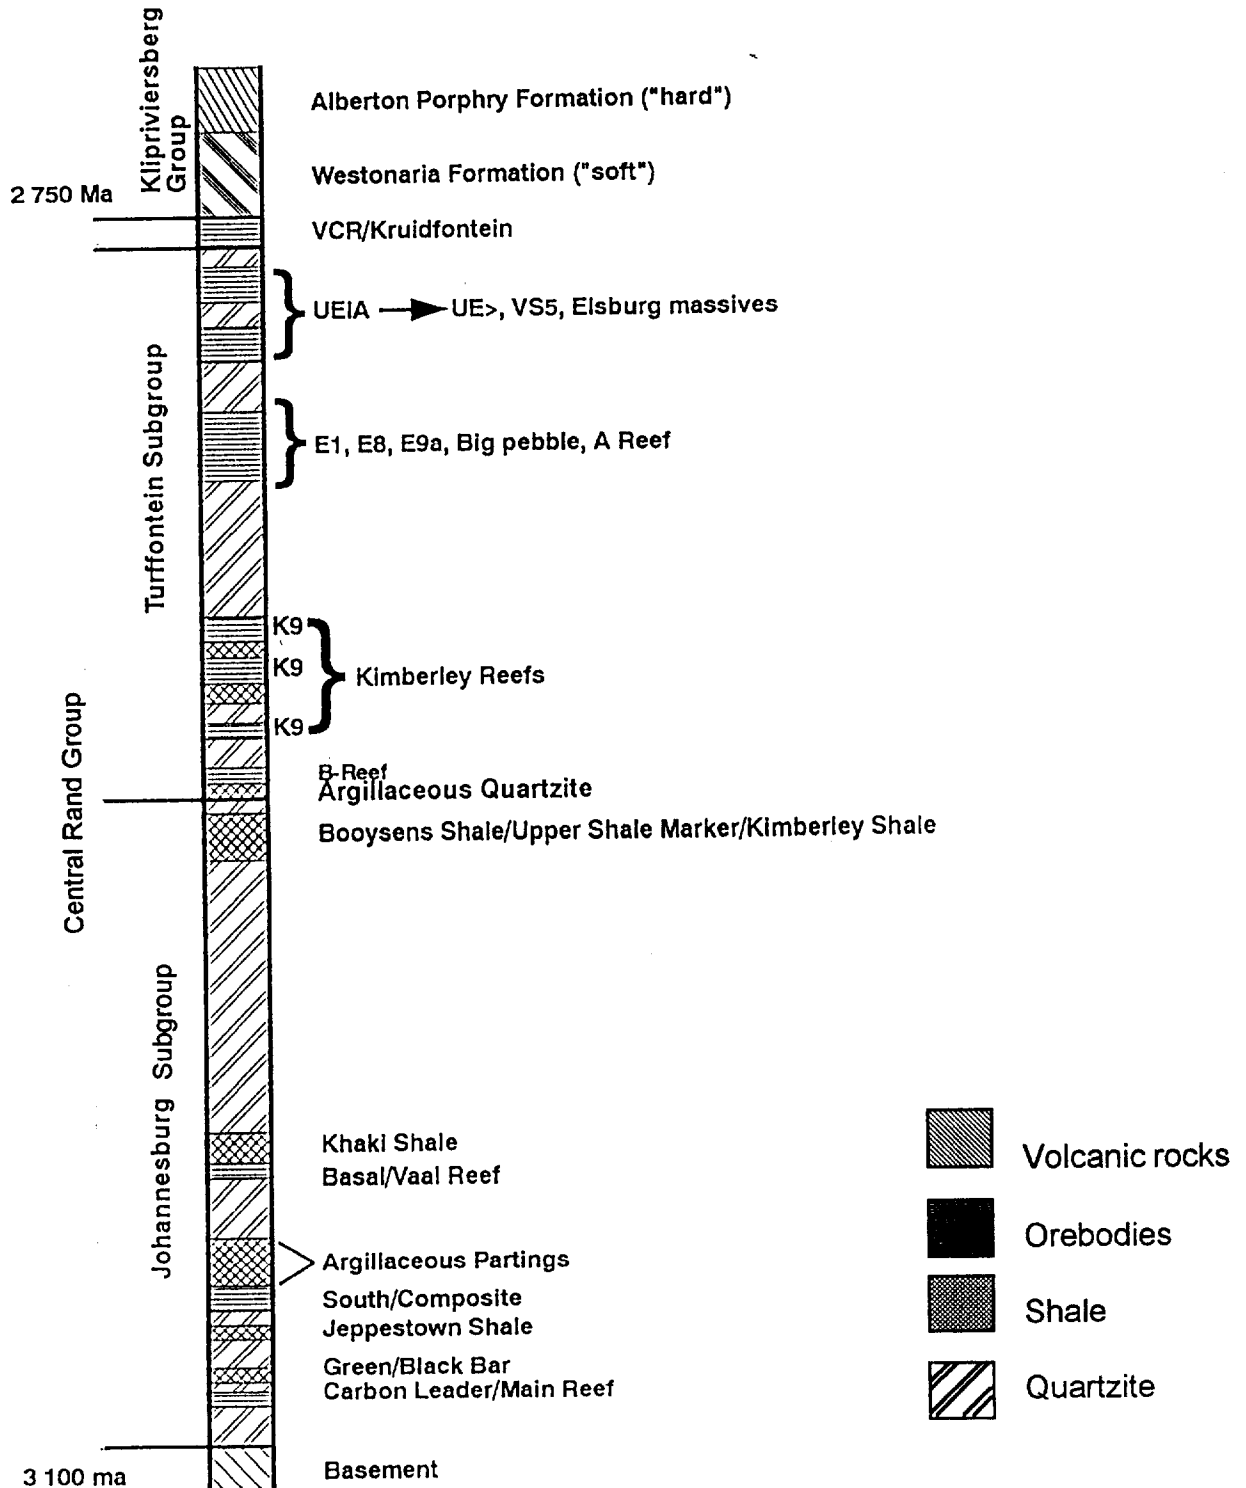 Klipriviersberg
Group
Alberton Porphry Formation ("hard")
Westonaria Formation ("soft")
2 750 Ma
VCR/Kruidfontein
UEIA UE>, VS5, Elsburg massives
Turffontein Subgroup
E1, E8, E9a, Big pebble, A Reef
K9
K9
Kimberley Reefs
K9
Central Rand Group
B-Reef
Argillaceous Quartzite
Booysens Shale/Upper Shale Marker/Kimberley Shale
Johannesburg Subgroup
Khaki Shale
Basal/Vaal Reef
Argillaceous Partings
South/Composite
Jeppestown Shale
Green/Black Bar
Carbon Leader/Main Reef
Basement
3 100 ma
Volcanic rocks
Orebodies
Shale
Quartzite